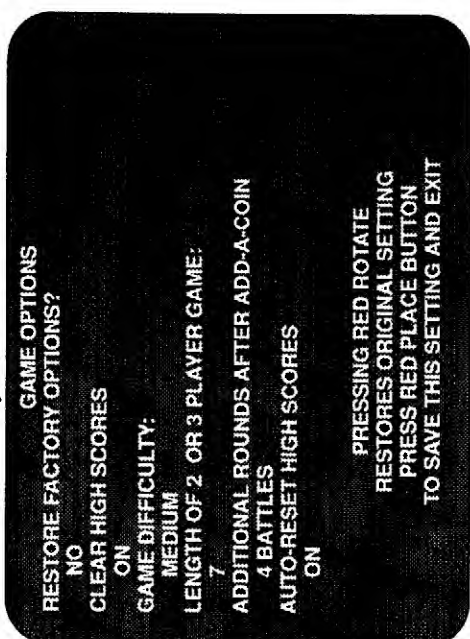 GAME OPTIONS
RESTORE FACTORY OPTIONS?
NO
CLEAR HIGH SCORES
ON
GAME DIFFICULTY:
MEDIUM
LENGTH OF 2 OR 3 PLAYER GAME:
7
ADDITIONAL ROUNDS AFTER ADD-A-COIN
4 BATTLES
AUTO-RESET HIGH SCORES
ON
PRESSING RED ROTATE
RESTORES ORIGINAL SETTING
PRESS RED PLACE BUTTON
TO SAVE THIS SETTING AND EXIT